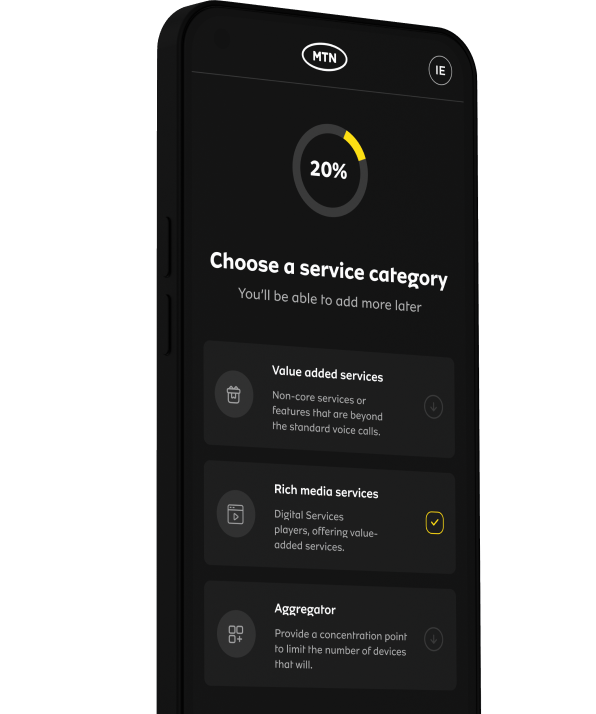 MTN
IE
20%
Choose a service category
You'll be able to add more later
Value added services
Non-core services or
features that are beyond
the standard voice calls.
Rich media services
Digital Services
players, offering value-
added services.
Aggregator
Provide a concentration point
to limit the number of devices
that will.